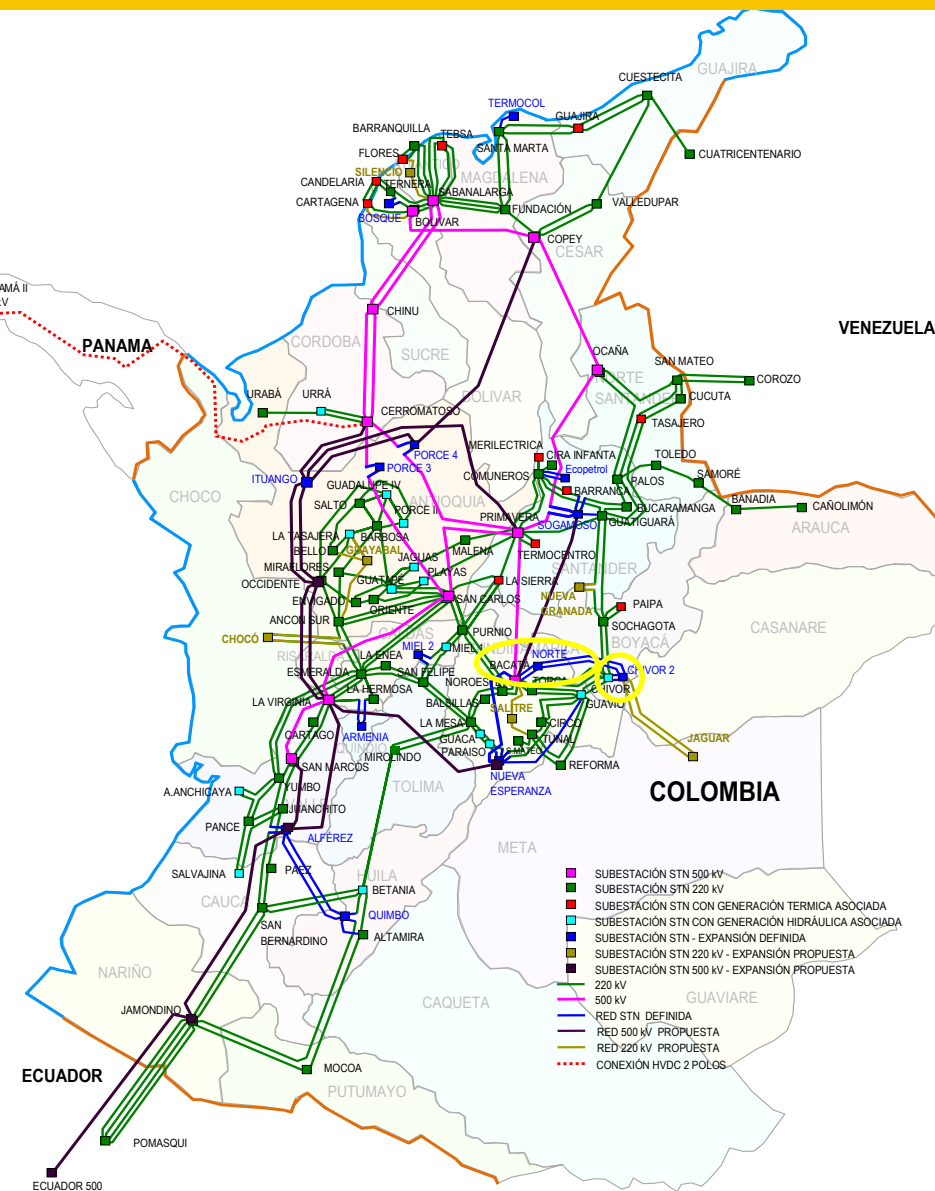 GUAJIRA
CUESTECITA
TERMOCOL
GUAJIRA
BARRANQUILLA
TEBSA
SANTA MARTA
FLORES
CUATRICENTENARIO
SILENCIO
MAGDALENA
CANDELARIA
TERNERA
SABANALARGA
CARTAGENA
VALLEDUPAR
BOSQUE
BOLIVAR
FUNDACIÓN
COPEY
CESAR
CHINU
VENEZUELA
PANAMA
CORDOBA
SUCRE
OCAÑA
SAN MATEO
NORTE
SANTANDER
COROZO
URABÁ
URRÁ
BOLIVAR
CUCUTA
CERROMATOSO
TASAJERO
MERILECTRICA
PORCE 4
CIRA INFANTA
TOLEDO
PORCE 3
COMUNEROS
Ecopetrol
SAMORÉ
ITUANGO
GUADALUPE IV
PALOS
CHOCO
ANTIOQUIA
BARRANCA
BANADIA
CAÑOLIMÓN
SALTO
PORCE II
PRIMAVERA
BUCARAMANGA
SOGAMOSO
GUATIGUARÁ
ARAUCA
LA TASAJERA
BARBOSA
BELLO
GUAYABAL
MALENA
TERMOCENTRO
MIRAFLORES
JAGUAS
SANTANDER
OCCIDENTE
GUATAPE
PLAYAS
LA SIERRA
NUEVA
GRANADA
PAIPA
ENVIGADO
ORIENTE
SAN CARLOS
ANCON SUR
SOCHAGOTA
CASANARE
CHOCÓ
CALDAS
PURNIO
BOYACÁ
RISARALDA
LA ENEA
MIEL 2
MIEL
NORTE
ESMERALDA
SAN FELIPE
BACATA
CHIVOR 2
NOROESTE
TORCA
CHIVOR
LA VIRGINIA
LA HERMOSA
BALSILLAS
SALITRE
GUAVIO
CARTAGO
ARMENIA
LA MESA
CIRCO
QUINDIO
GUACA
TUNAL
MIROLINDO
PARAISO
S.MATEO
JAGUAR
SAN MARCOS
NUEVA
ESPERANZA
REFORMA
A.ANCHICAYA
YUMBO
TOLIMA
COLOMBIA
JUANCHITO
PANCE
ALFÉREZ
META
SALVAJINA
PAEZ
HUILA
CAUCA
BETANIA
SAN
BERNARDINO
QUIMBO
ALTAMIRA
SUBESTACIÓN STN 500 kV
SUBESTACIÓN STN 220 kV
SUBESTACIÓN STN CON GENERACIÓN TERMICA ASOCIADA
SUBESTACIÓN STN CON GENERACIÓN HIDRÁULICA ASOCIADA
SUBESTACIÓN STN - EXPANSIÓN DEFINIDA
SUBESTACIÓN STN 220 kV - EXPANSIÓN PROPUESTA
SUBESTACIÓN STN 500 kV - EXPANSIÓN PROPUESTA
220 kV
500 kV
RED STN DEFINIDA
RED 500 kV PROPUESTA
RED 220 kV PROPUESTA
CONEXIÓN HVDC 2 POLOS
NARIÑO
CAQUETA
GUAVIARE
JAMONDINO
ECUADOR
MOCOA
PUTUMAYO
POMASQUI
ECUADOR 500